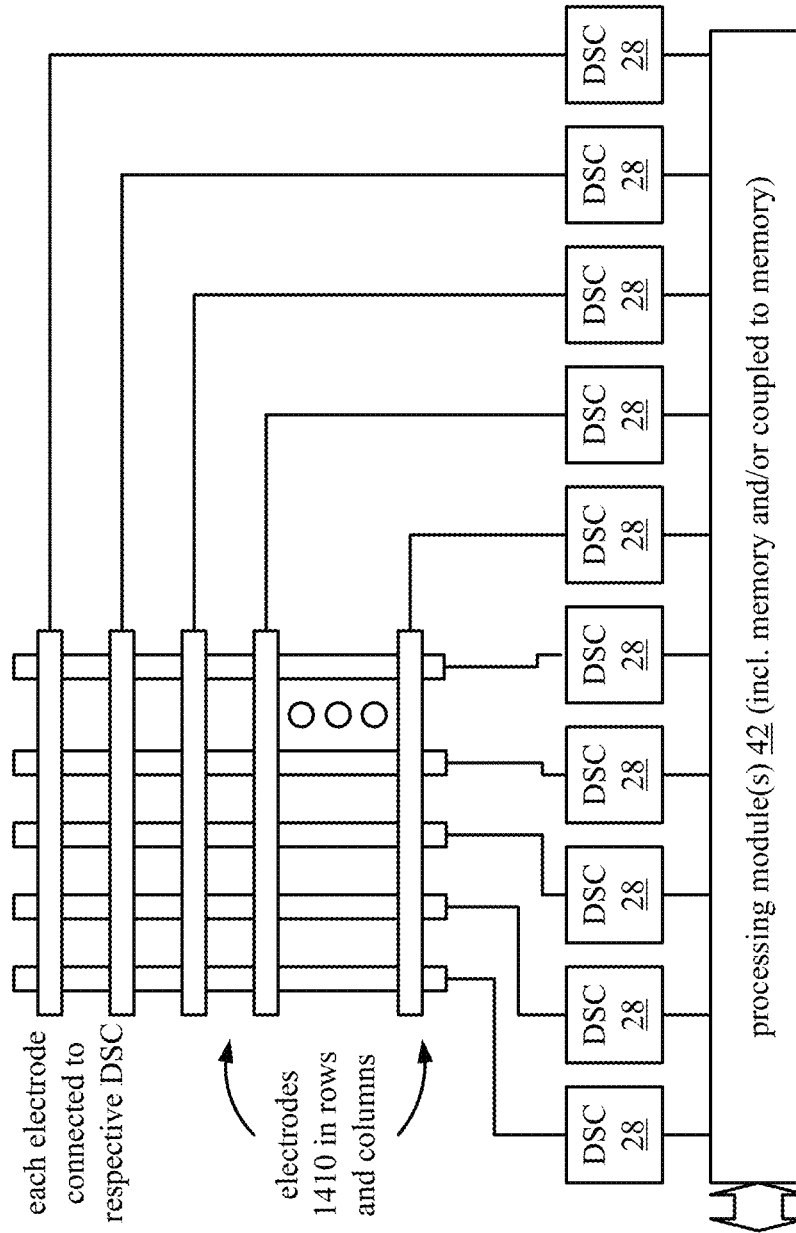 each electrode
connected to
respective DSC
electrodes
1410 in rows
and columns
DSC
28
DSC
28
DSC
28
DSC
28
DSC
28
DSC
28
DSC
28
DSC
28
DSC
28
DSC
28
processing module(s) 42 (incl. memory and/or coupled to memory)